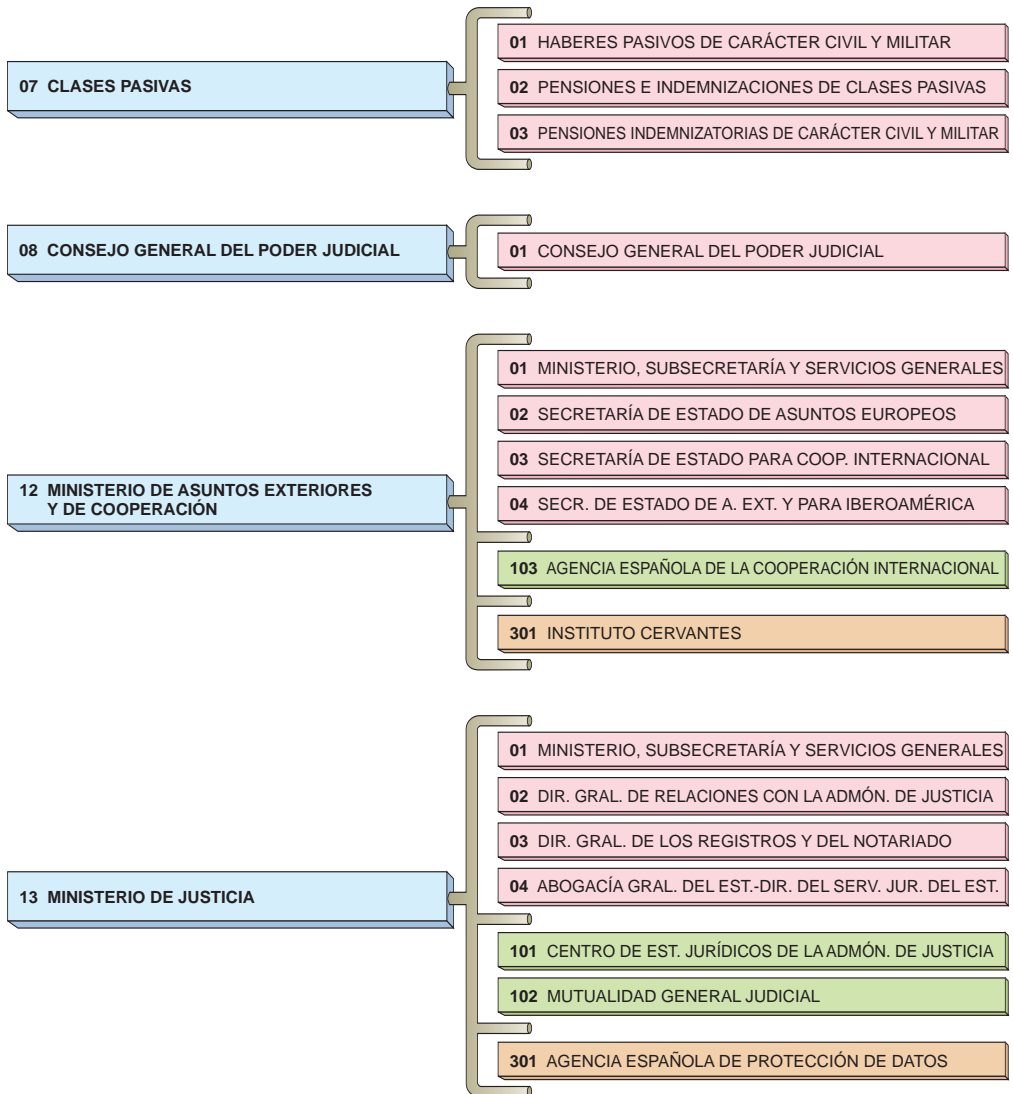 07 CLASES PASIVAS
01 HABERES PASIVOS DE CARÁCTER CIVIL Y MILITAR
02 PENSIONES E INDEMNIZACIONES DE CLASES PASIVAS
03 PENSIONES INDEMNIZATORIAS DE CARÁCTER CIVIL Y MILITAR
08 CONSEJO GENERAL DEL PODER JUDICIAL
01 CONSEJO GENERAL DEL PODER JUDICIAL
12 MINISTERIO DE ASUNTOS EXTERIORES
Y DE COOPERACIÓN
01 MINISTERIO, SUBSECRETARÍA Y SERVICIOS GENERALES
02 SECRETARÍA DE ESTADO DE ASUNTOS EUROPEOS
03 SECRETARÍA DE ESTADO PARA COOP. INTERNACIONAL
04 SECR. DE ESTADO DE A. EXT. Y PARA IBEROAMÉRICA
103 AGENCIA ESPAÑOLA DE LA COOPERACIÓN INTERNACIONAL
301 INSTITUTO CERVANTES
13 MINISTERIO DE JUSTICIA
01 MINISTERIO, SUBSECRETARÍA Y SERVICIOS GENERALES
02 DIR. GRAL. DE RELACIONES CON LA ADMÓN. DE JUSTICIA
03 DIR. GRAL. DE LOS REGISTROS Y DEL NOTARIADO
04 ABOGACÍA GRAL. DEL EST.-DIR. DEL SERV. JUR. DEL EST.
101 CENTRO DE EST. JURÍDICOS DE LA ADMÓN. DE JUSTICIA
102 MUTUALIDAD GENERAL JUDICIAL
301 AGENCIA ESPAÑOLA DE PROTECCIÓN DE DATOS